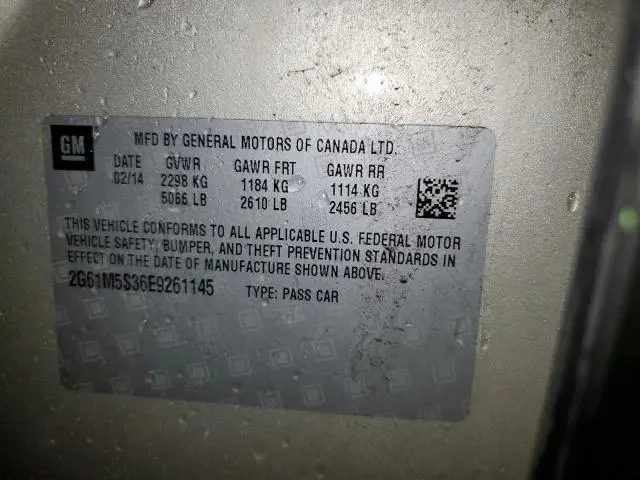 GM
MFD BY GENERAL MOTORS OF CANADA LTD.
DATE GVWR GAWR FRT GAWR RR
02/14 2298 KG 1184 KG 1114 KG
5066 LB 2610 LB 2456 LB
THIS VEHICLE CONFORMS TO ALL APPLICABLE U.S. FEDERAL MOTOR
VEHICLE SAFETY, BUMPER, AND THEFT PREVENTION STANDARDS IN
EFFECT ON THE DATE OF MANUFACTURE SHOWN ABOVE.
2G61M5S36E9261145 TYPE: PASS CAR